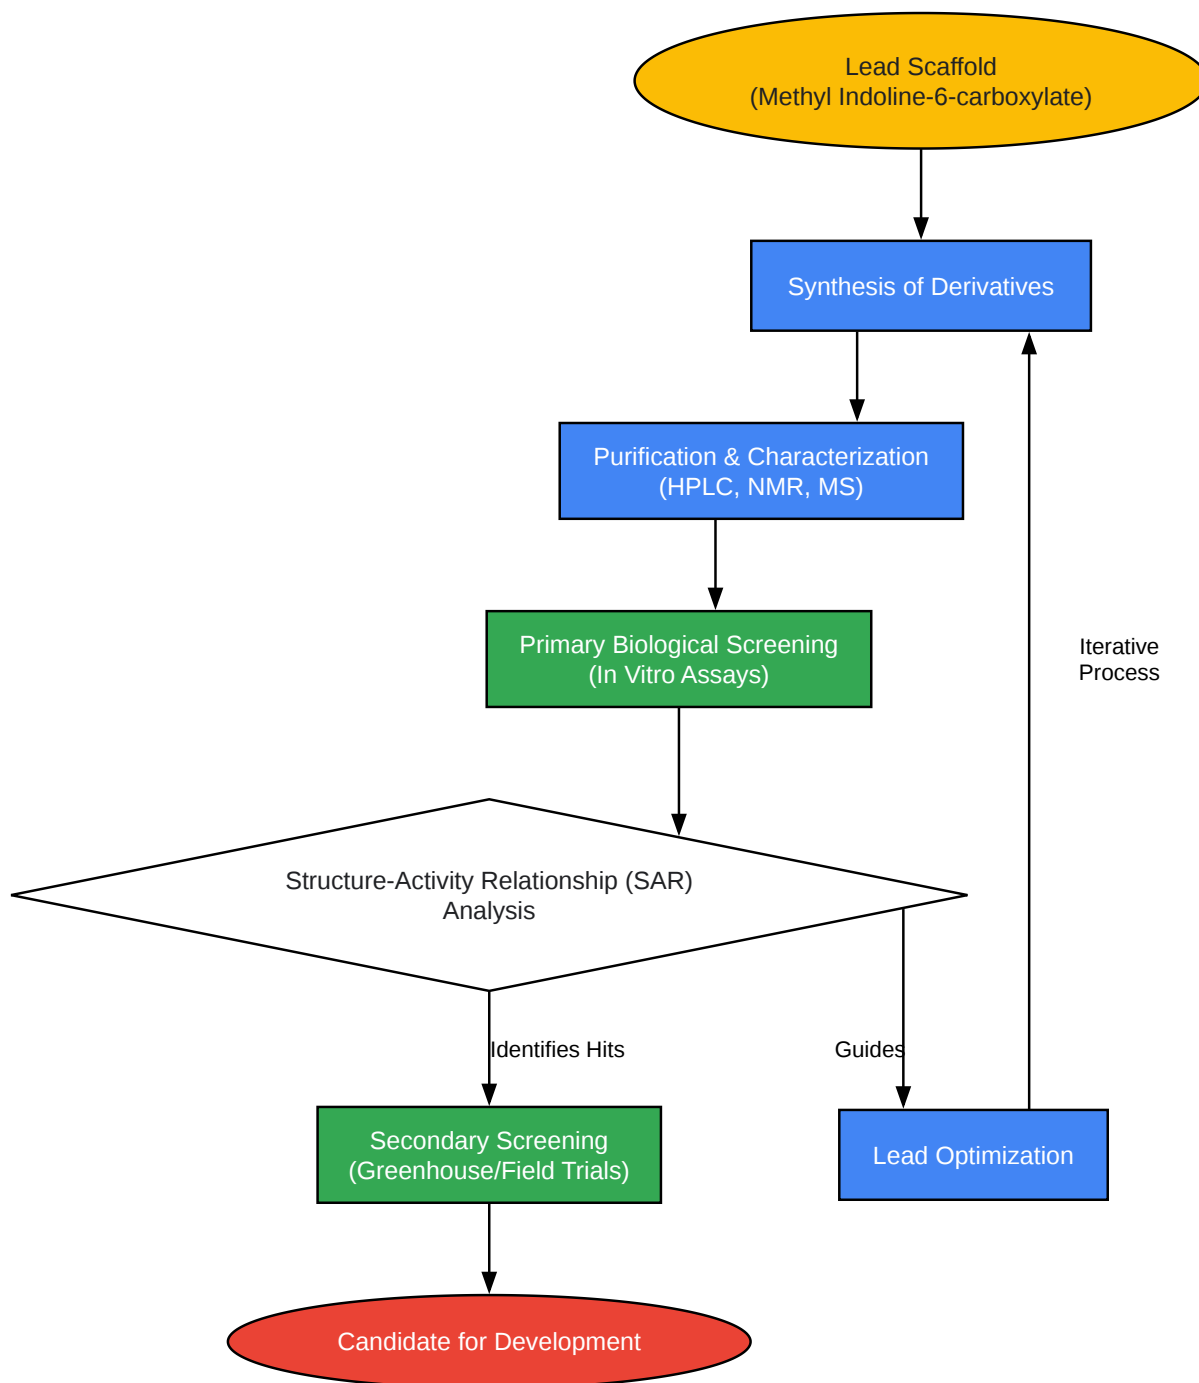 Lead Scaffold
(Methyl Indoline-6-carboxylate)
Synthesis of Derivatives
Purification & Characterization
(HPLC, NMR, MS)
Primary Biological Screening
(In Vitro Assays)
Iterative
Process
Structure-Activity Relationship (SAR)
Analysis
Identifies Hits
Guides
Secondary Screening
(Greenhouse/Field Trials)
Lead Optimization
Candidate for Development